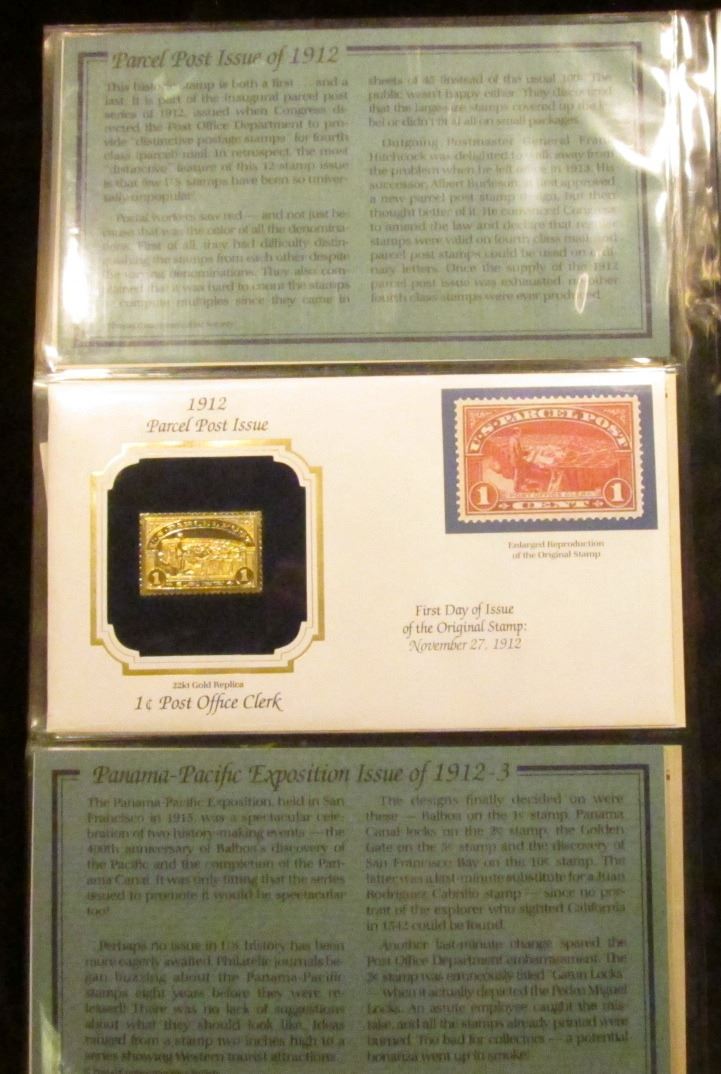 Parcel Post Issue of 1912
This historic stamp is both a first . . . and a
last. It is part of the inaugural parcel post
series of 1912, issued when Congress di-
rected the Post Office Department to pro-
vide "distinctive postage stamps" for fourth
class (parcel) mail. In retrospect, the most
"distinctive" feature of this 12-stamp issue
is that few U.S. stamps have been so univer-
sally unpopular.
Postal workers saw red — and not just be-
cause that was the color of all the denomina-
tions. First of all, they had difficulty distin-
guishing the stamps from each other despite
the varying denominations. They also com-
plained that it was hard to count the stamps
compute multiples since they came in
sheets of 45 instead of the usual 100. The
public wasn't happy either. They discovered
that the large-size stamps covered up the la-
bel or didn't fit at all on small packages.
Outgoing Postmaster General Frank
Hitchcock was delighted to walk away from
the problem when he left office in 1913. His
successor, Albert Burleson, at first approved
a new parcel post stamp design, but then
thought better of it. He convinced Congress
to amend the law and declare that regular
stamps were valid on fourth class mail and
parcel post stamps could be used on ordi-
nary letters. Once the supply of the 1912
parcel post issue was exhausted, no other
fourth class stamps were ever produced.
1912
Parcel Post Issue
U.S. PARCEL POST
1 1
22kt Gold Replica
1¢ Post Office Clerk
U.S. PARCEL POST
POST OFFICE CLERK
1 CENT 1
Enlarged Reproduction
of the Original Stamp
First Day of Issue
of the Original Stamp:
November 27, 1912
Panama-Pacific Exposition Issue of 1912-3
The Panama-Pacific Exposition, held in San
Francisco in 1915, was a spectacular cele-
bration of two history-making events — the
400th anniversary of Balboa's discovery of
the Pacific and the completion of the Pan-
ama Canal. It was only fitting that the series
issued to promote it would be spectacular
too!
Perhaps no issue in U.S. history has been
more eagerly awaited. Philatelic journals be-
gan buzzing about the Panama-Pacific
stamps eight years before they were re-
leased! There was no lack of suggestions
about what they should look like. Ideas
ranged from a stamp two inches high to a
series showing Western tourist attractions.
The designs finally decided on were
these — Balboa on the 1¢ stamp, Panama
Canal locks on the 2¢ stamp, the Golden
Gate on the 5¢ stamp and the discovery of
San Francisco Bay on the 10¢ stamp. The
latter was a last-minute substitute for a Juan
Rodriguez Cabrillo stamp — since no por-
trait of the explorer who sighted California
in 1542 could be found.
Another last-minute change spared the
Post Office Department embarrassment. The
2¢ stamp was erroneously titled "Gatun Locks"
— when it actually depicted the Pedro Miguel
Locks. An astute employee caught the mis-
take, and all the stamps already printed were
burned. Too bad for collectors — a potential
bonanza went up in smoke!